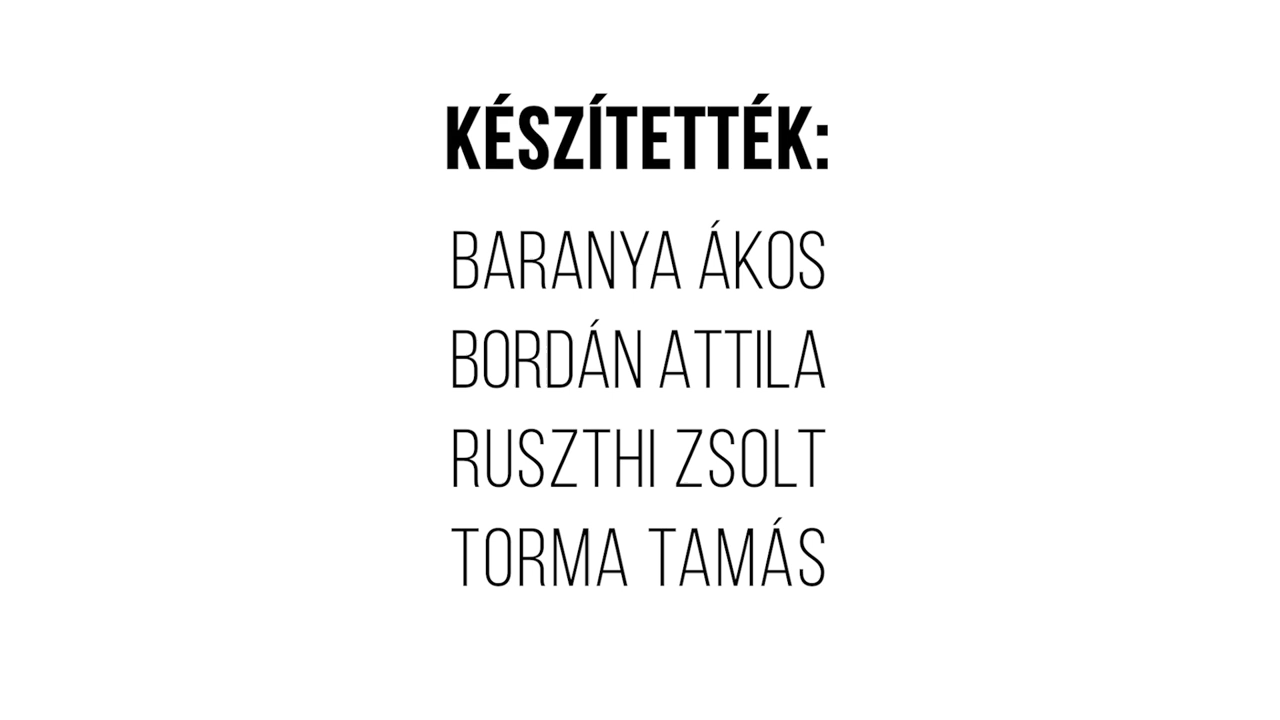 KÉSZÍTETTÉK:
BARANYA ÁKOS
BORDÁN ATTILA
RUSZTHI ZSOLT
TORMA TAMÁS